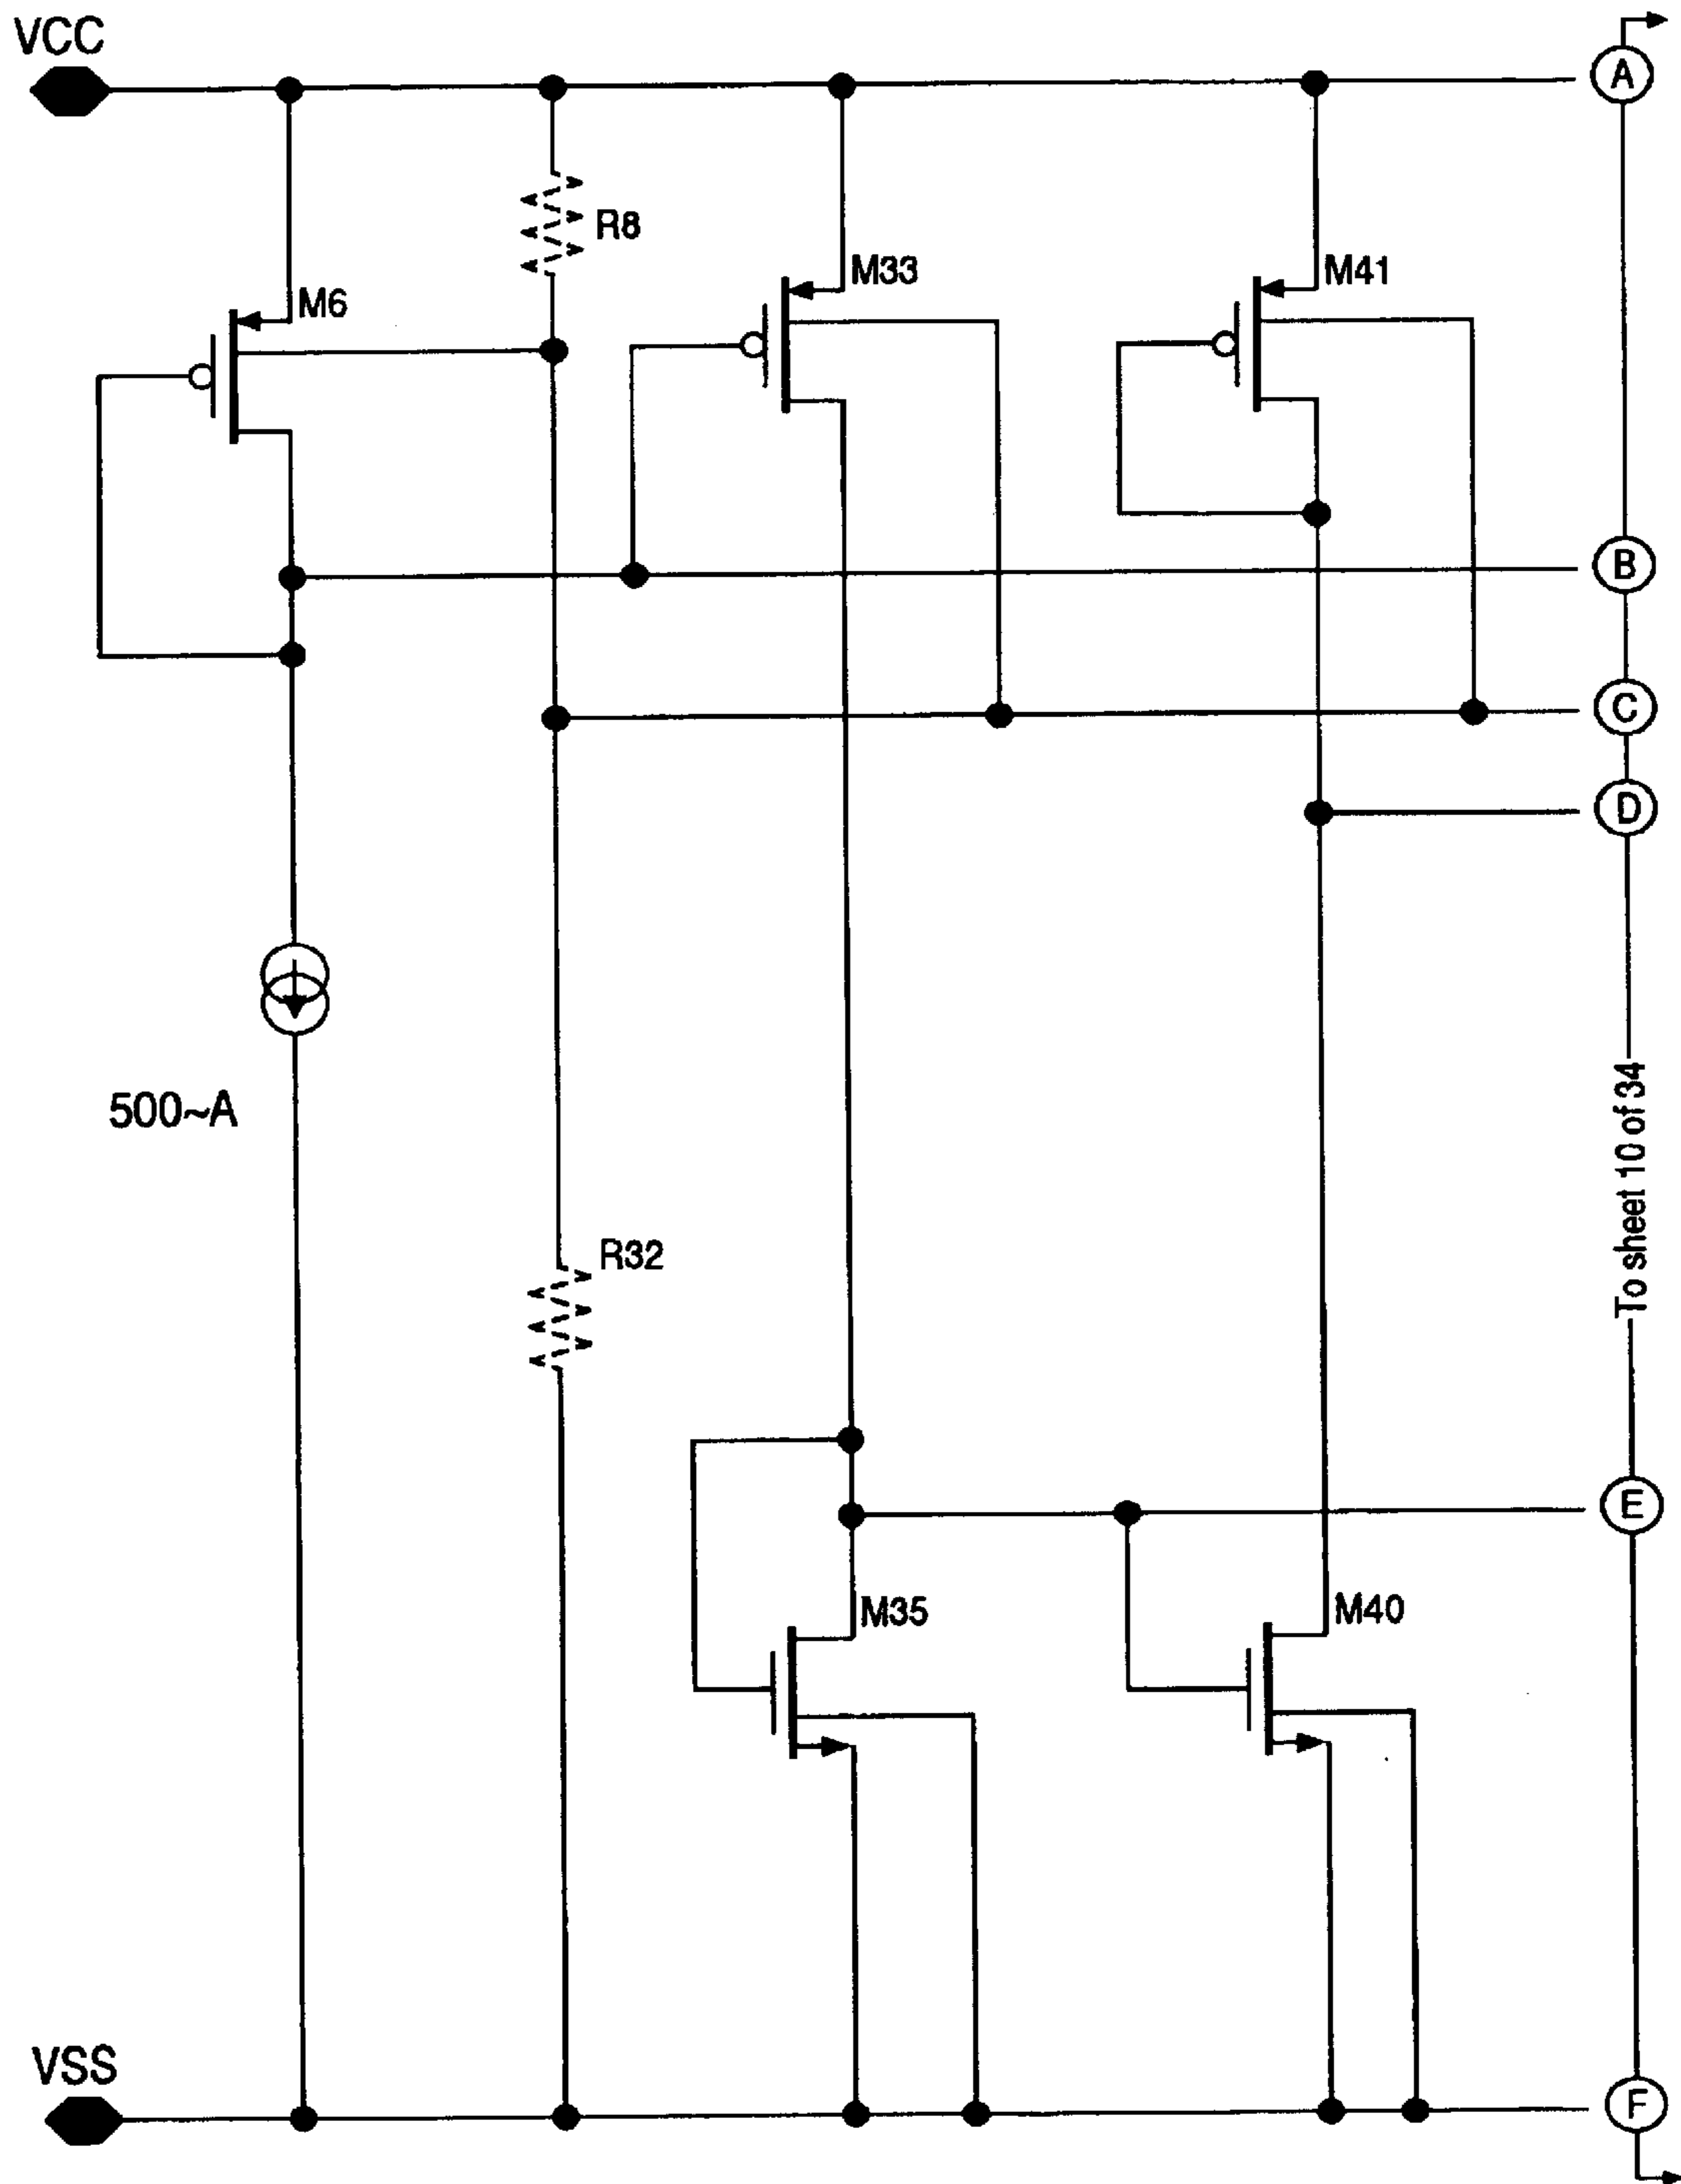 VCC
A
R8
M33
M41
M6
B
C
D
500~A
To sheet 10 of 34
R32
E
M35
M40
VSS
F